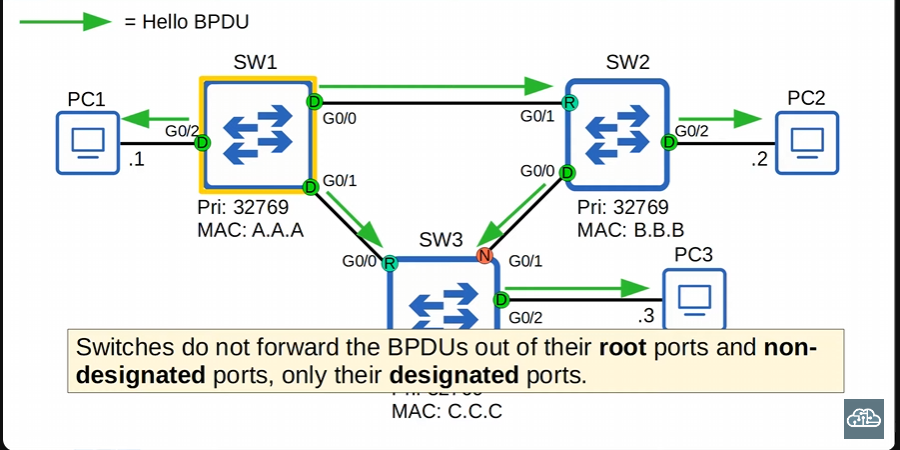 = Hello BPDU
SW1
SW2
PC1
PC2
G0/2
D
D
G0/0
G0/1
R
D
G0/2
.1
.2
D
G0/1
G0/0
D
Pri: 32769
MAC: A.A.A
Pri: 32769
MAC: B.B.B
SW3
PC3
G0/0
R
N
G0/1
D
G0/2
.3
Switches do not forward the BPDUs out of their root ports and non-
designated ports, only their designated ports.
MAC: C.C.C